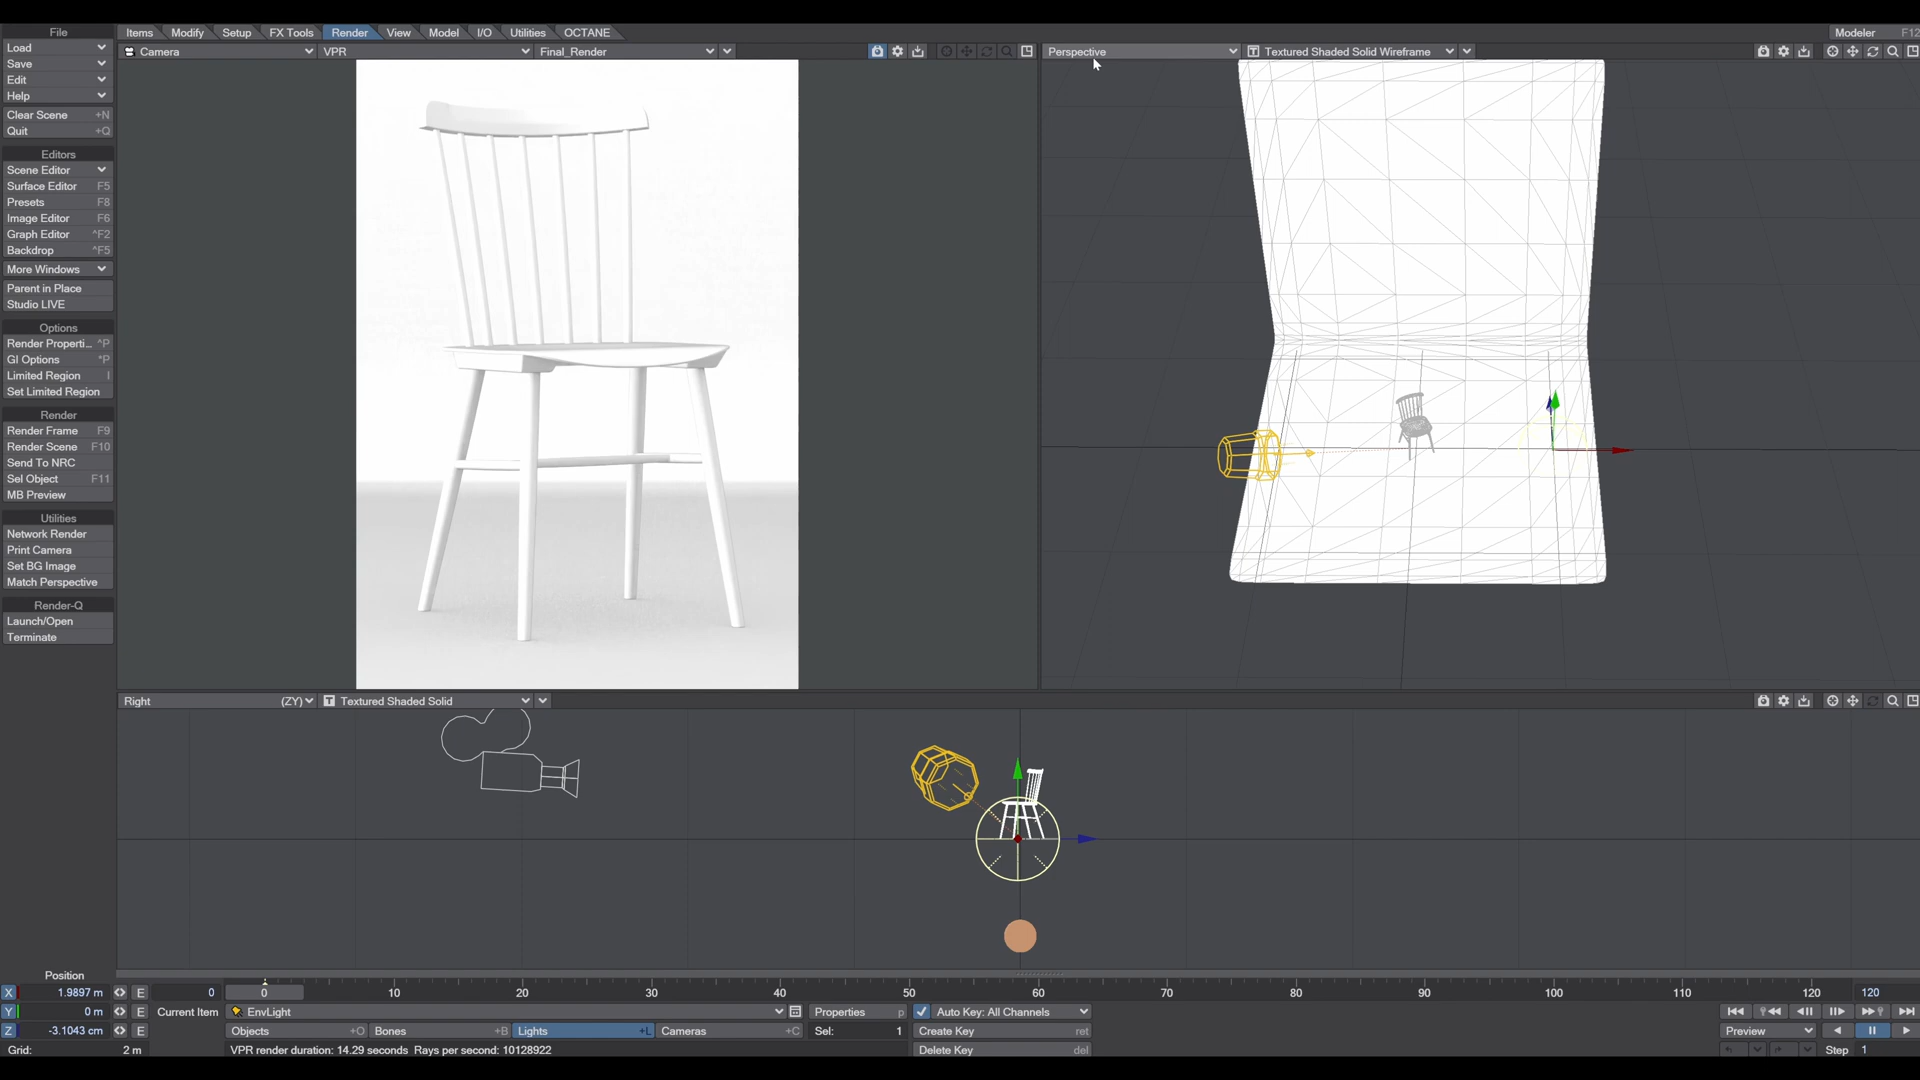 File
Items Modify Setup FX Tools Render View Model I/O Utilities OCTANE
Modeler F12
Load
Camera VPR Final_Render
Perspective Textured Shaded Solid Wireframe
Save
Edit
Help
Clear Scene +N
Quit +Q
Editors
Scene Editor
Surface Editor F5
Presets F8
Image Editor F6
Graph Editor ^F2
Backdrop ^F5
More Windows
Parent in Place
Studio LIVE
Options
Render Properti... ^P
GI Options *P
Limited Region l
Set Limited Region
Render
Render Frame F9
Render Scene F10
Send To NRC
Sel Object F11
MB Preview
Utilities
Network Render
Print Camera
Set BG Image
Match Perspective
Render-Q
Launch/Open
Terminate
Right (ZY) T Textured Shaded Solid
Position
X 1.9897 m E 0 0 10 20 30 40 50 60 70 80 90 100 110 120 120
Y 0 m E Current Item EnvLight Properties p Auto Key: All Channels
Z -3.1043 cm E Objects +O Bones +B Lights +L Cameras +C Sel: 1 Create Key ret Preview
Grid: 2 m VPR render duration: 14.29 seconds Rays per second: 10128922 Delete Key del Step 1